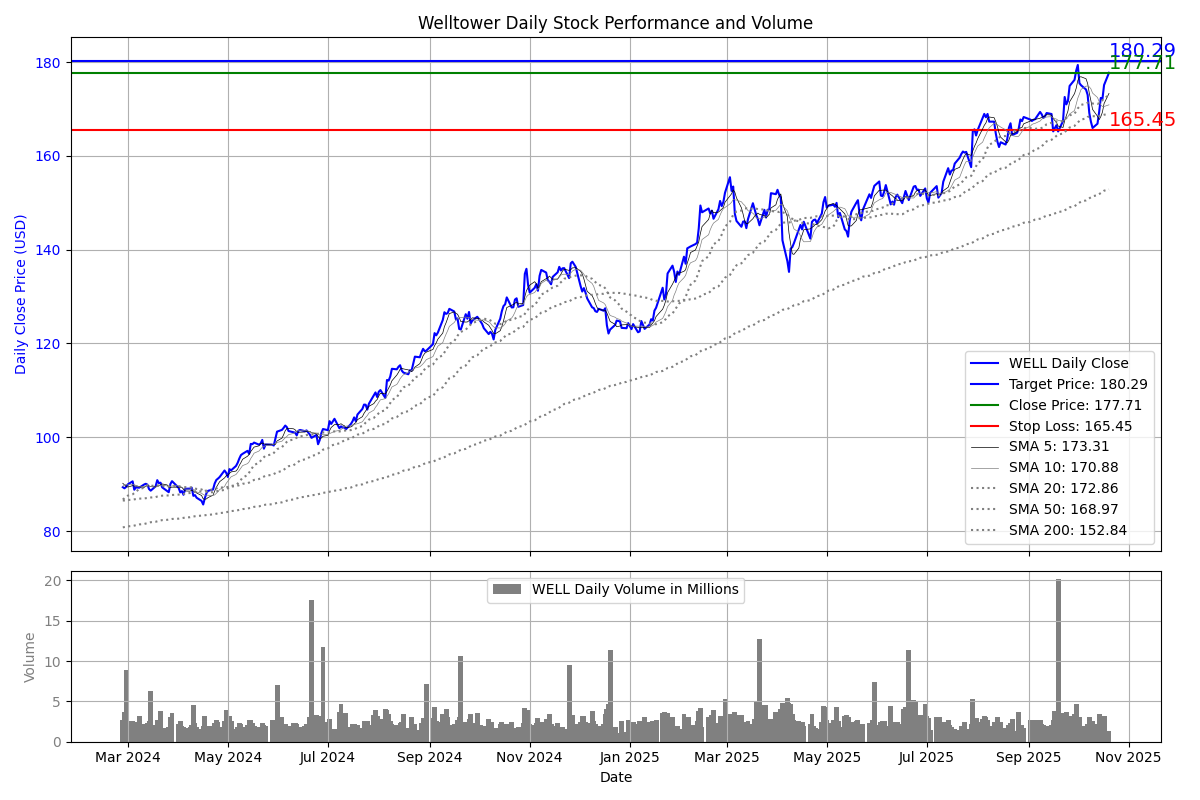 Welltower Daily Stock Performance and Volume
180.29
177.71
165.45
180
160
140
120
100
80
Daily Close Price (USD)
WELL Daily Close
Target Price: 180.29
Close Price: 177.71
Stop Loss: 165.45
SMA 5: 173.31
SMA 10: 170.88
SMA 20: 172.86
SMA 50: 168.97
SMA 200: 152.84
WELL Daily Volume in Millions
20
15
10
5
0
Volume
Mar 2024 May 2024 Jul 2024 Sep 2024 Nov 2024 Jan 2025 Mar 2025 May 2025 Jul 2025 Sep 2025 Nov 2025
Date